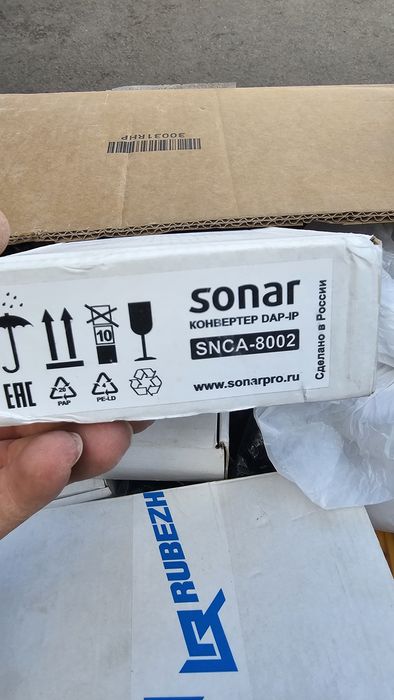 30031RHP
sonar
КОНВЕРТЕР DAP-IP
SNCA-8002
www.sonarpro.ru
Сделано в России
10
EAC
20
PAP
4
PE-LD
RUBEZH